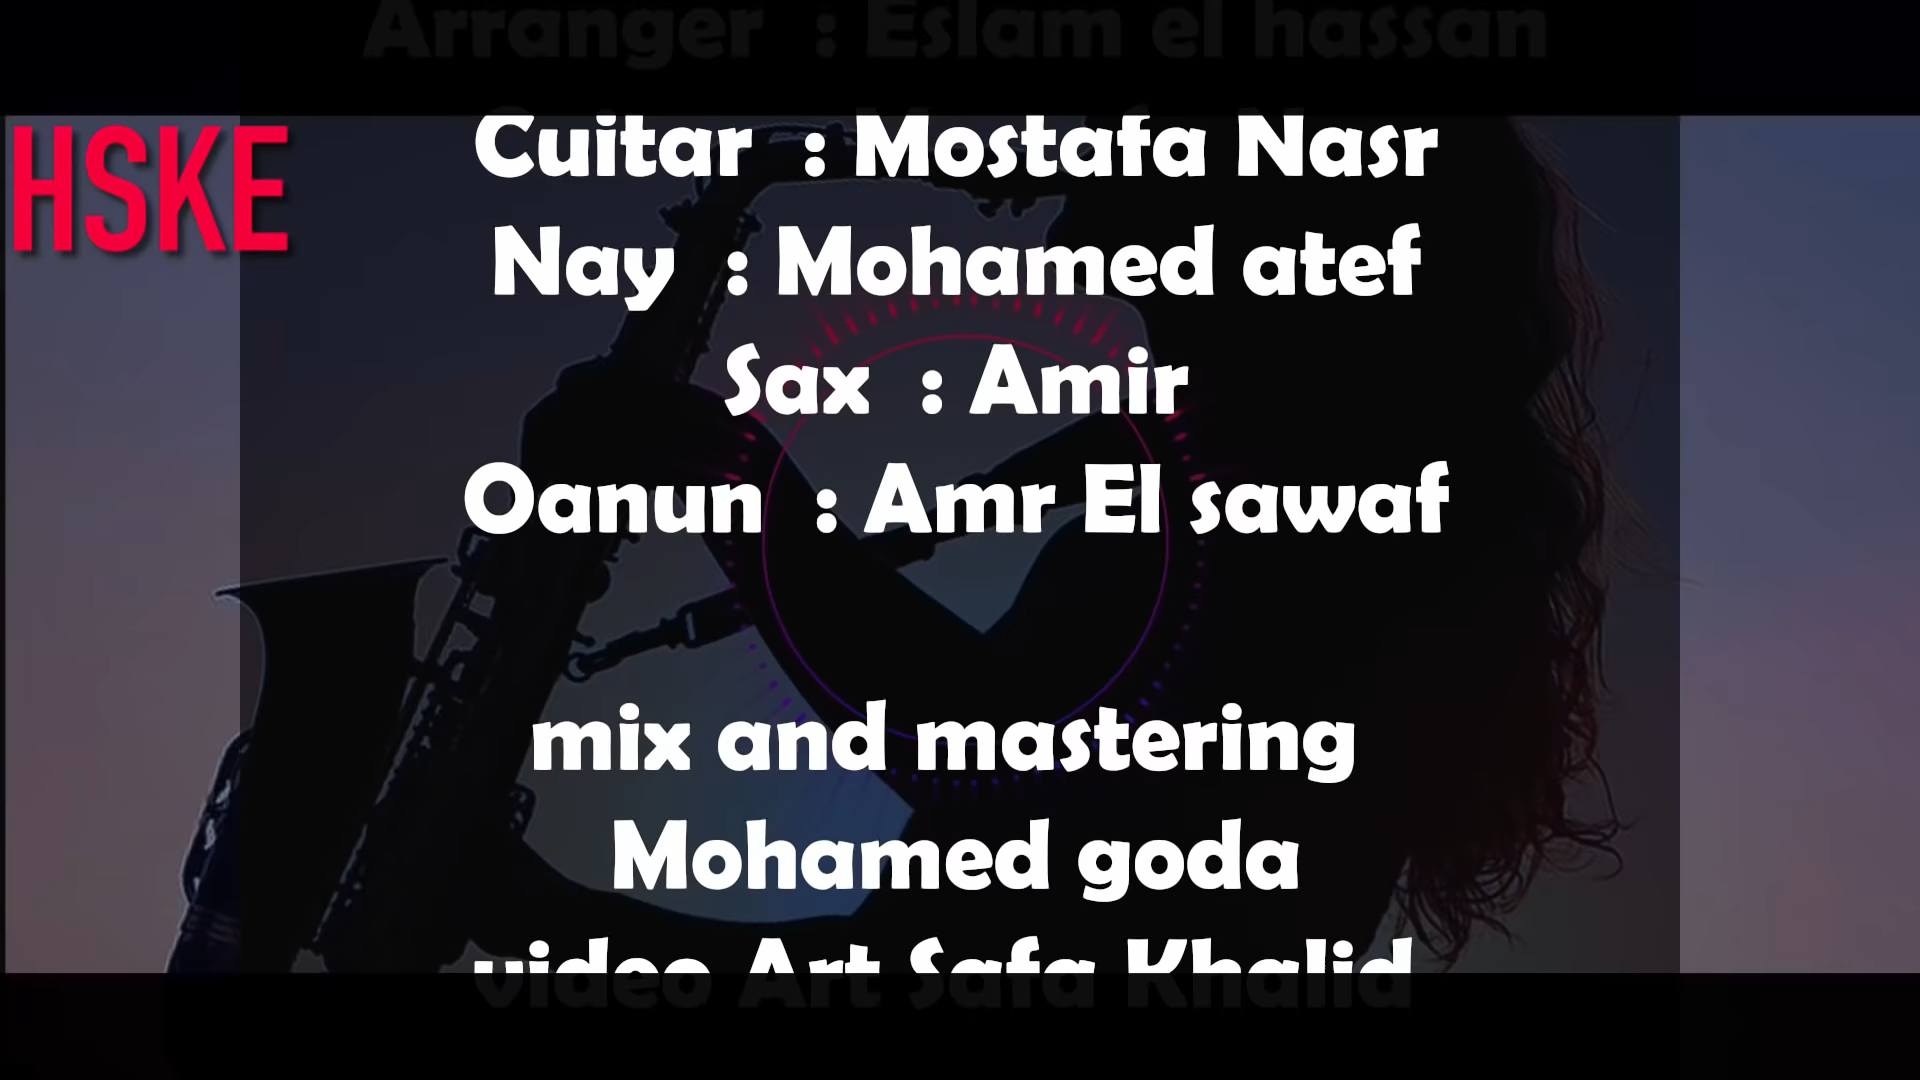 Arranger : Eslam el hassan
HSKE
Cuitar : Mostafa Nasr
Nay : Mohamed atef
Sax : Amir
Oanun : Amr El sawaf
mix and mastering
Mohamed goda
video Art Safa Khalid